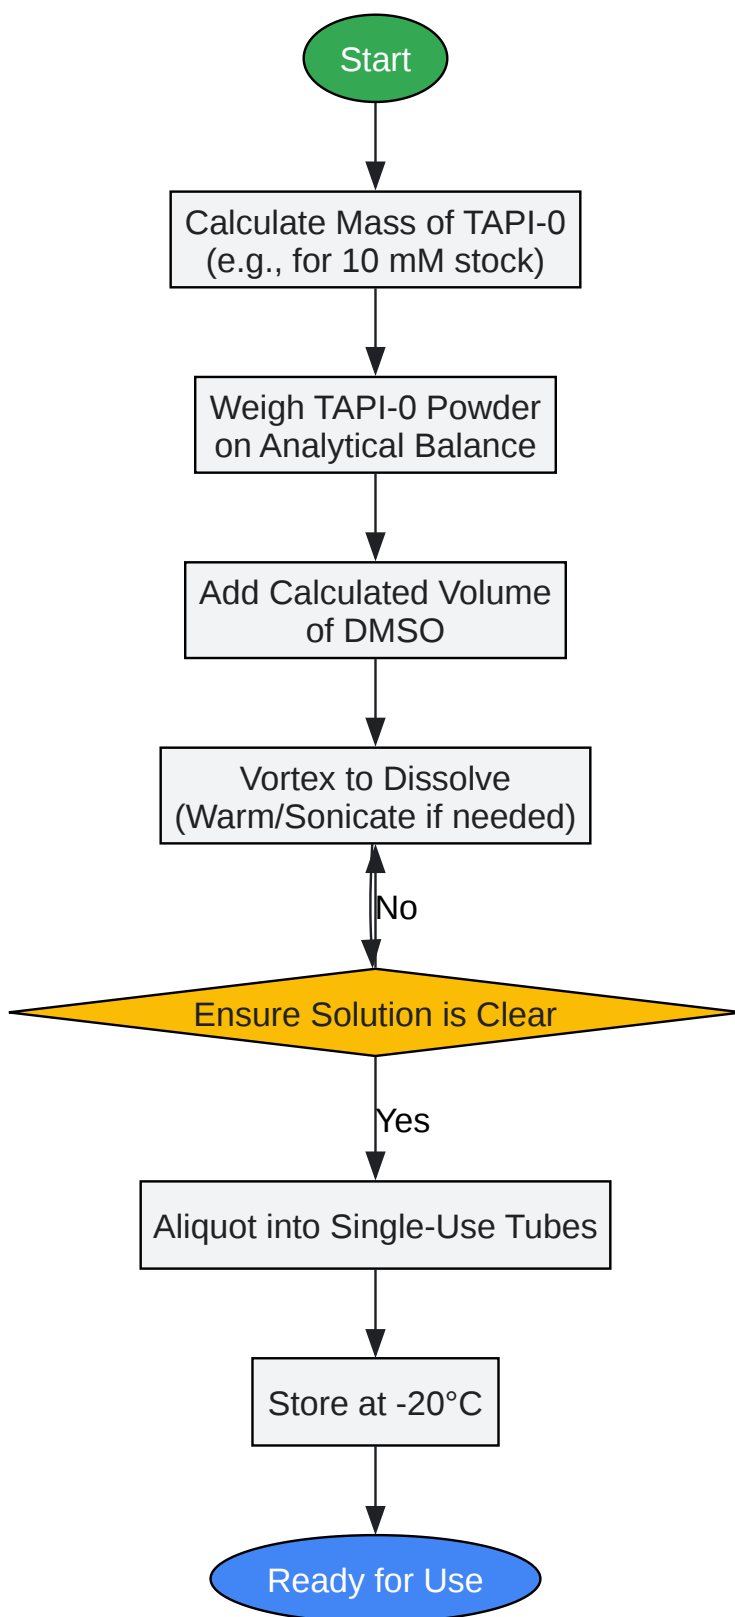 Start
Calculate Mass of TAPI-0
(e.g., for 10 mM stock)
Weigh TAPI-0 Powder
on Analytical Balance
Add Calculated Volume
of DMSO
Vortex to Dissolve
(Warm/Sonicate if needed)
No
Ensure Solution is Clear
Yes
Aliquot into Single-Use Tubes
Store at -20°C
Ready for Use